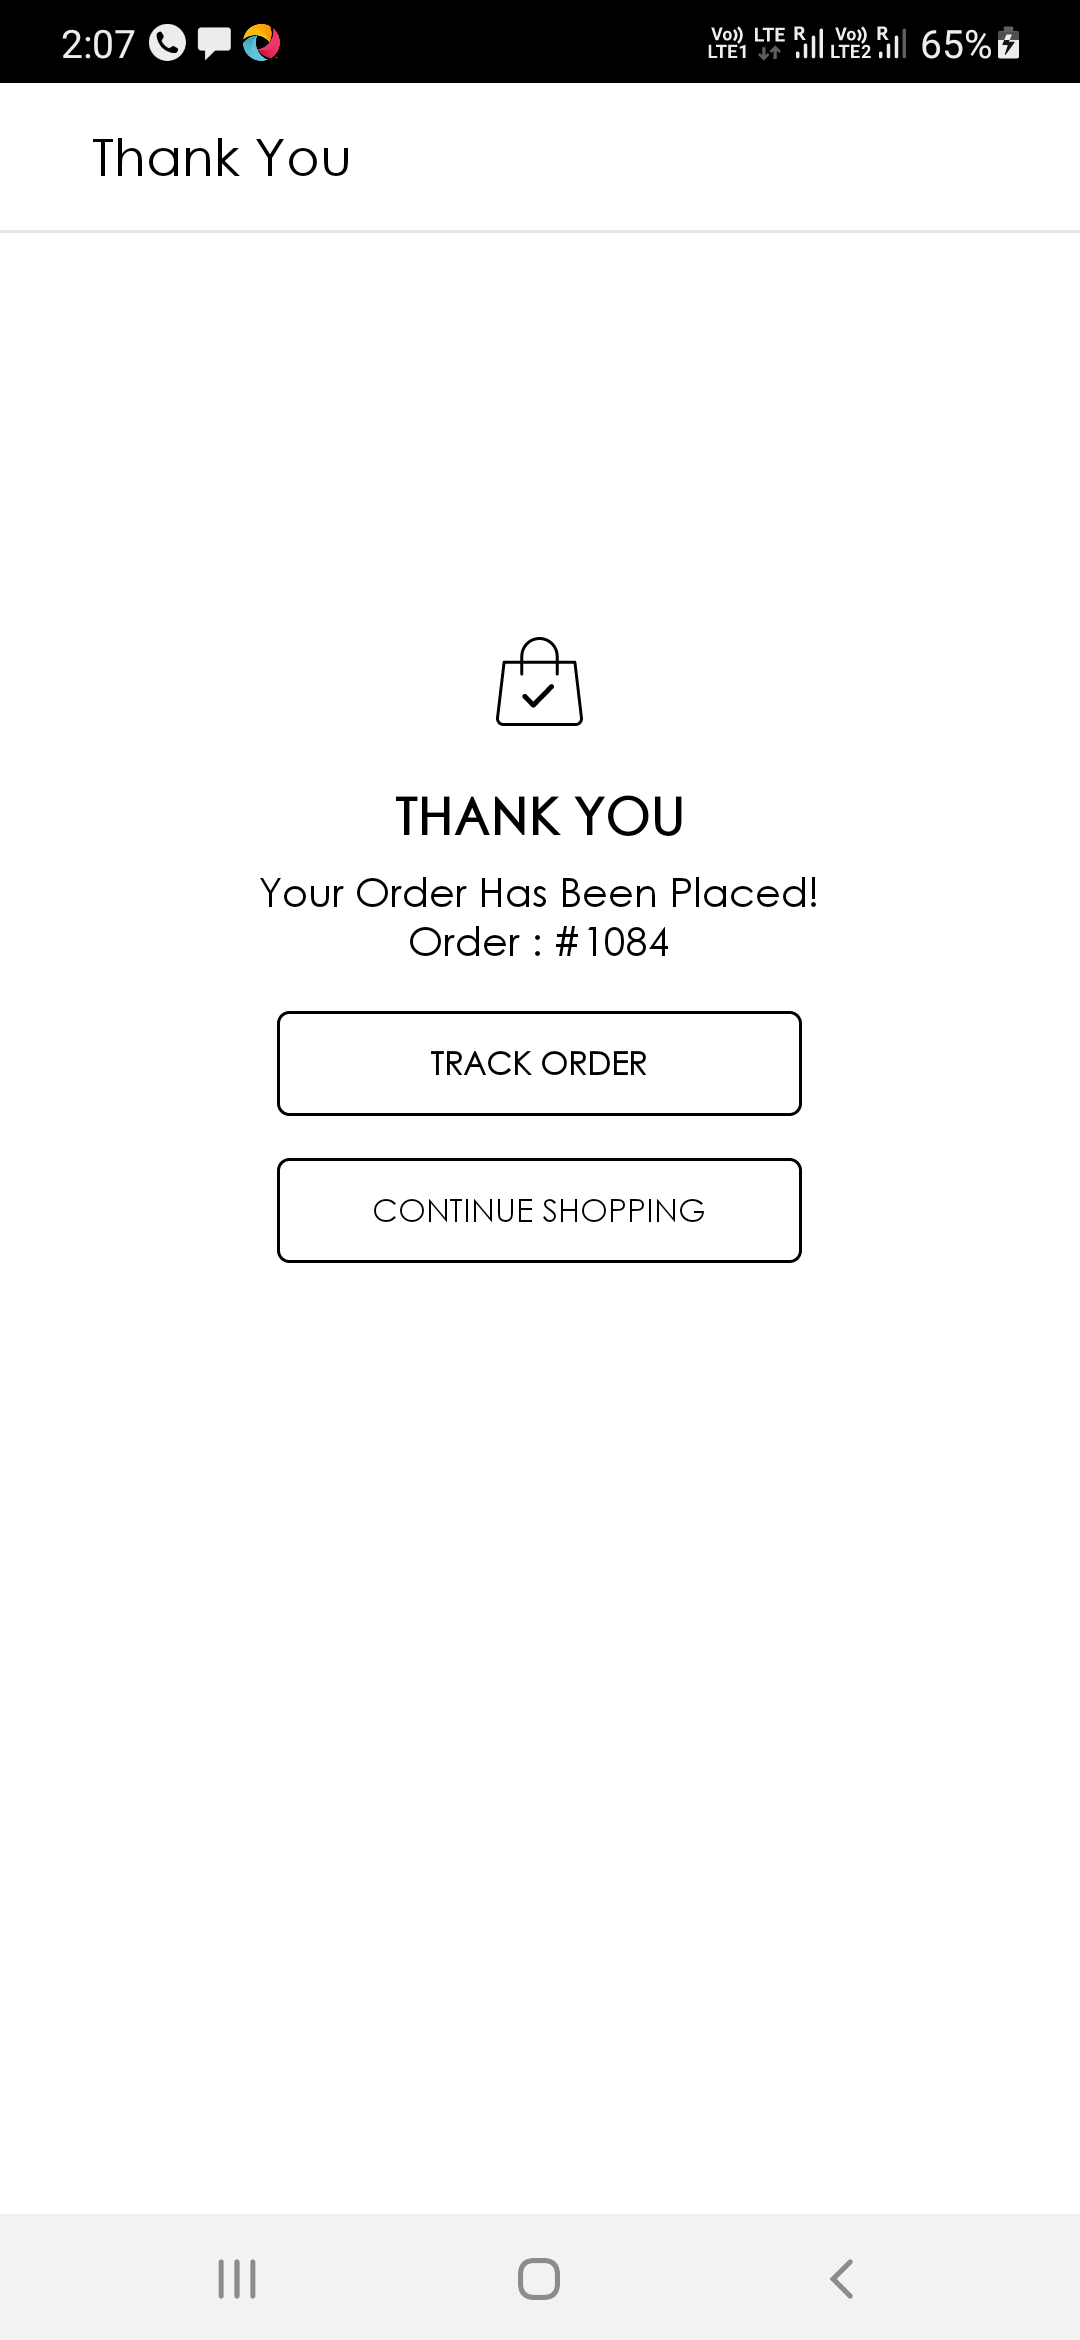 2:07 Vo)) LTE1 LTE R Vo)) LTE2 R 65%
Thank You
THANK YOU
Your Order Has Been Placed!
Order : #1084
TRACK ORDER
CONTINUE SHOPPING